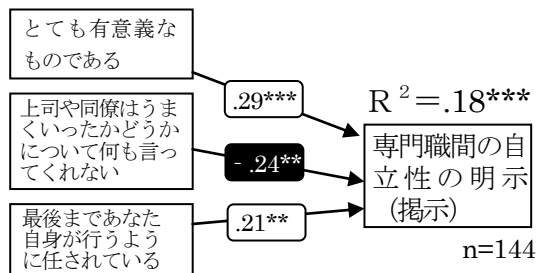 とても有意義な
ものである
.29***
R²＝.18***
上司や同僚はうま
くいったかどうか
について何も言っ
てくれない
- .24**
専門職間の自
立性の明示
（掲示）
最後まであなた
自身が行うよう
に任されている
.21**
n=144